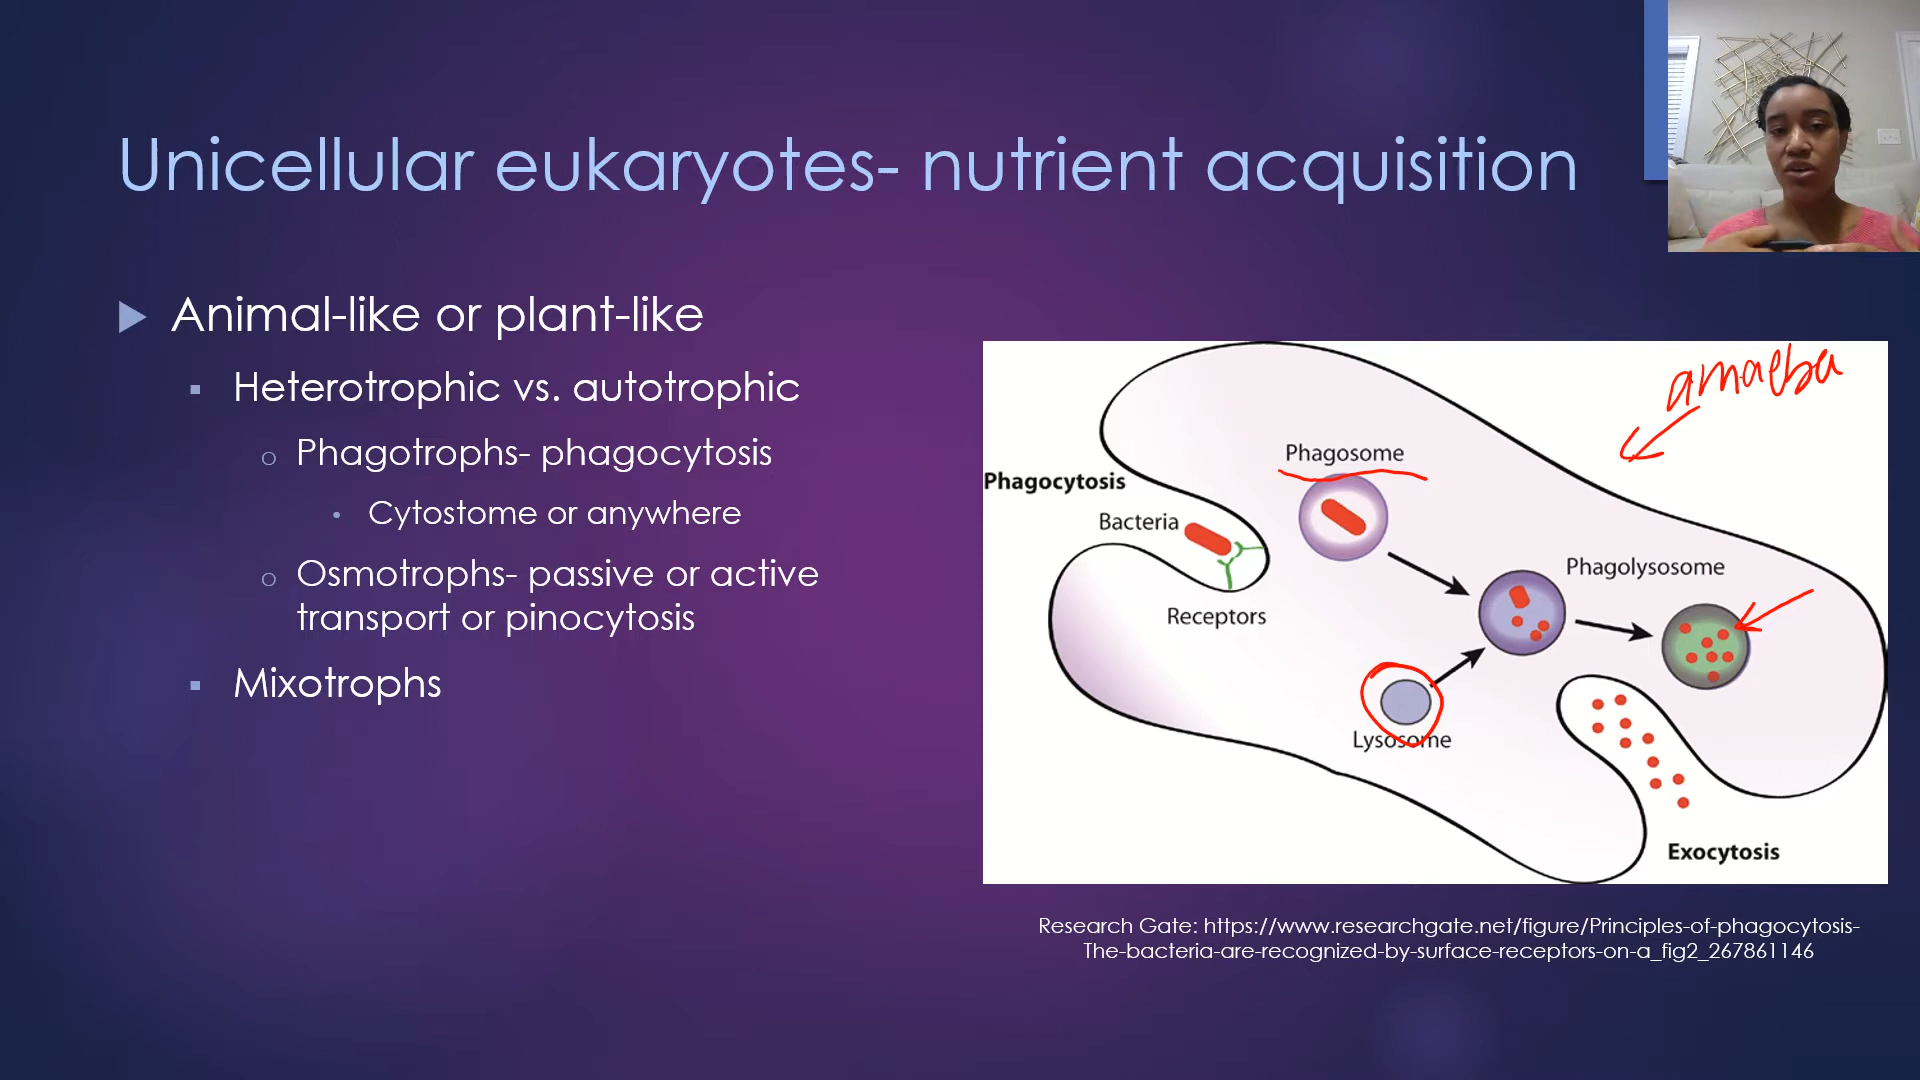 Unicellular eukaryotes- nutrient acquisition
Animal-like or plant-like
Heterotrophic vs. autotrophic
Phagotrophs- phagocytosis
Cytostome or anywhere
Osmotrophs- passive or active
transport or pinocytosis
Mixotrophs
amaeba
Phagosome
Phagocytosis
Bacteria
Receptors
Phagolysosome
Lysosome
Exocytosis
Research Gate: https://www.researchgate.net/figure/Principles-of-phagocytosis-
The-bacteria-are-recognized-by-surface-receptors-on-a_fig2_267861146